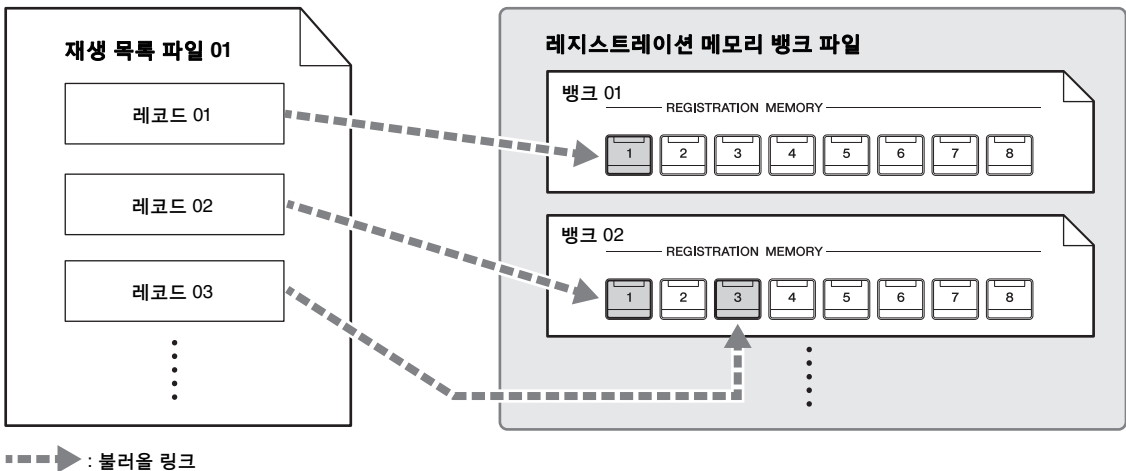 재생 목록 파일 01
레코드 01
레코드 02
레코드 03
레지스트레이션 메모리 뱅크 파일
뱅크 01
REGISTRATION MEMORY
1 2 3 4 5 6 7 8
뱅크 02
REGISTRATION MEMORY
1 2 3 4 5 6 7 8
: 불러올 링크